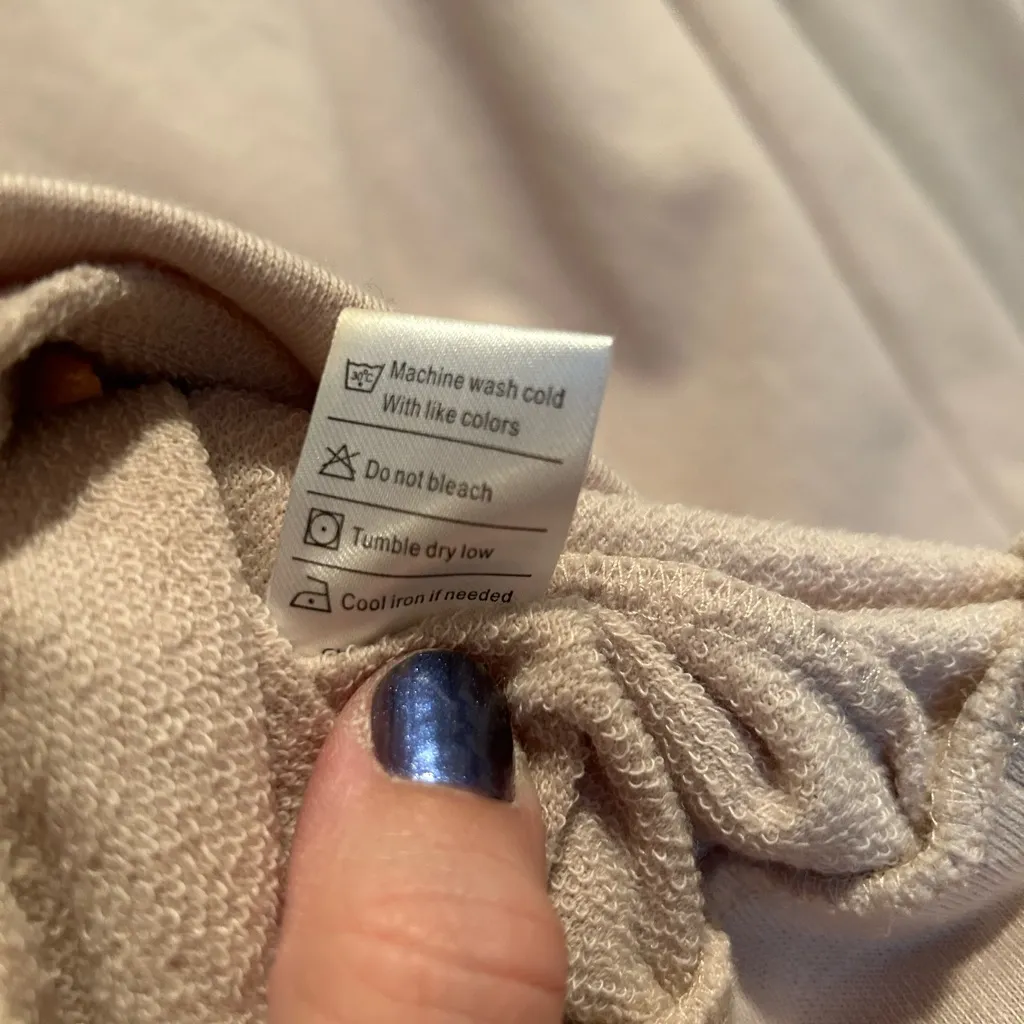 30°C Machine wash cold
With like colors
Do not bleach
Tumble dry low
Cool iron if needed